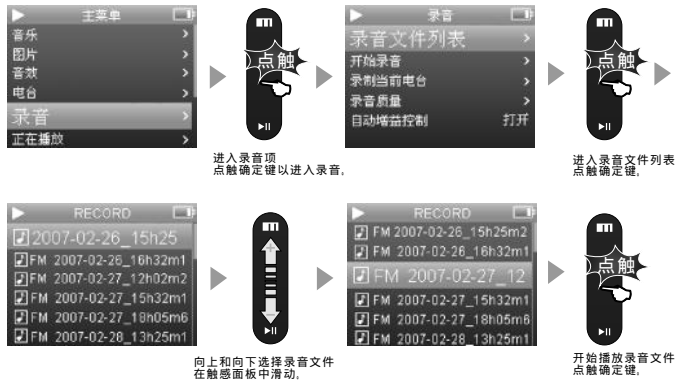 主菜单
音乐
图片
音效
电台
录音
正在播放
点触
进入录音项
点触确定键以进入录音,
录音
录音文件列表
开始录音
录制当前电台
录音质量
自动增益控制 打开
点触
进入录音文件列表
点触确定键,
RECORD
2007-02-26_15h25
FM 2007-02-26_16h32m1
FM 2007-02-27_12h02m2
FM 2007-02-27_15h32m1
FM 2007-02-27_18h05m6
FM 2007-02-28_13h25m1
向上和向下选择录音文件
在触感面板中滑动,
RECORD
FM 2007-02-26_15h25m2
FM 2007-02-26_16h32m1
FM 2007-02-27_12
FM 2007-02-27_15h32m1
FM 2007-02-27_18h05m6
FM 2007-02-28_13h25m1
点触
开始播放录音文件
点触确定键,